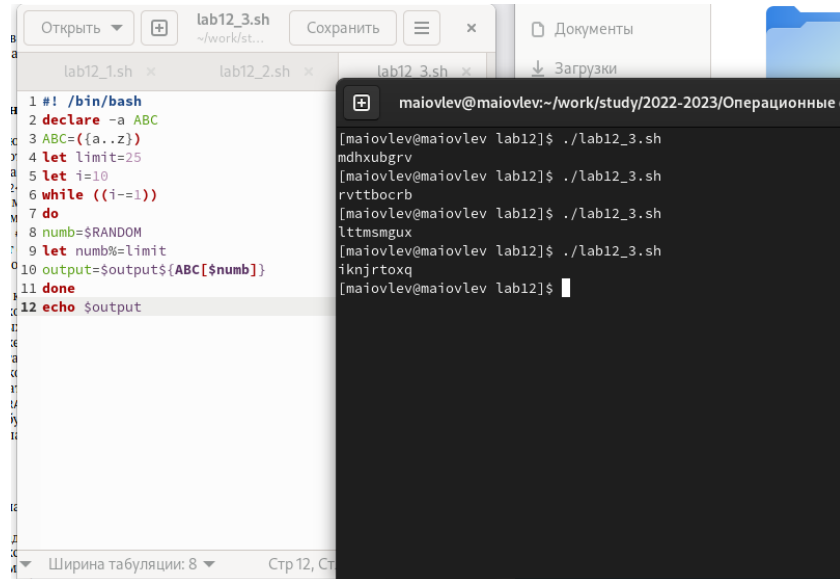 Открыть
lab12_3.sh
~/work/st...
Сохранить
lab12_1.sh
lab12_2.sh
lab12_3.sh
1 #! /bin/bash
2 declare -a ABC
3 ABC=({a..z})
4 let limit=25
5 let i=10
6 while ((i-=1))
7 do
8 numb=$RANDOM
9 let numb%=limit
10 output=$output${ABC[$numb]}
11 done
12 echo $output
Ширина табуляции: 8
Стр 12, Ст
Документы
Загрузки
maiovlev@maiovlev:~/work/study/2022-2023/Операционные
[maiovlev@maiovlev lab12]$ ./lab12_3.sh
mdhxubgrv
[maiovlev@maiovlev lab12]$ ./lab12_3.sh
rvttbocrb
[maiovlev@maiovlev lab12]$ ./lab12_3.sh
lttmsmgux
[maiovlev@maiovlev lab12]$ ./lab12_3.sh
iknjrtoxq
[maiovlev@maiovlev lab12]$